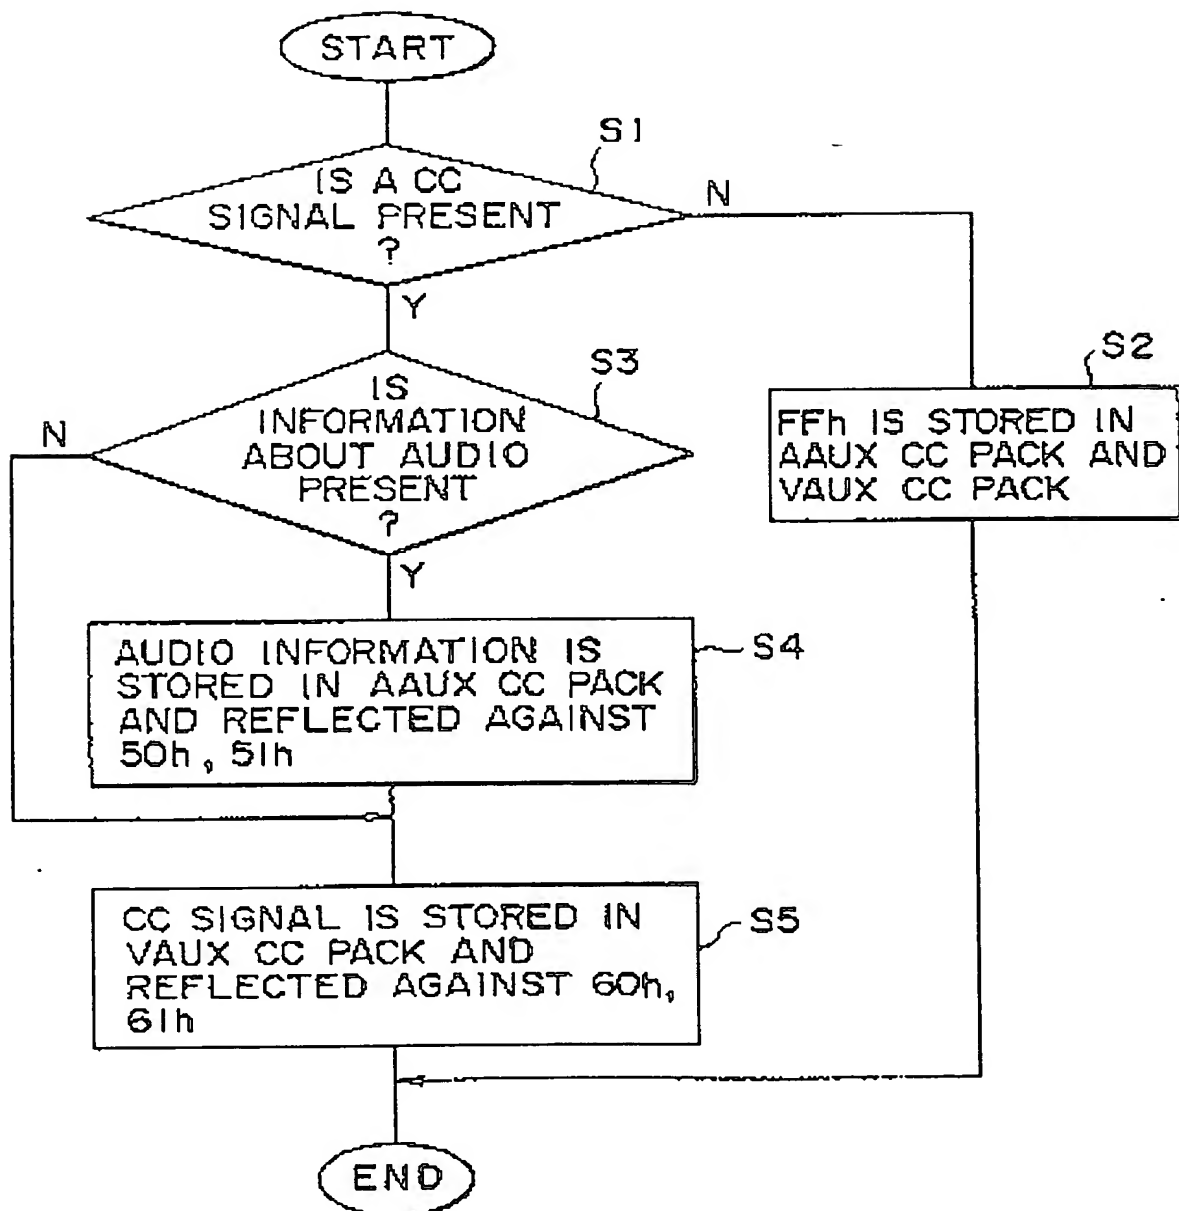 START
S1
IS A CC
SIGNAL PRESENT
?
N
Y
S3
IS
INFORMATION
ABOUT AUDIO
PRESENT
?
N
Y
S2
FFh IS STORED IN
AAUX CC PACK AND
VAUX CC PACK
S4
AUDIO INFORMATION IS
STORED IN AAUX CC PACK
AND REFLECTED AGAINST
50h, 51h
S5
CC SIGNAL IS STORED IN
VAUX CC PACK AND
REFLECTED AGAINST 60h,
61h
END